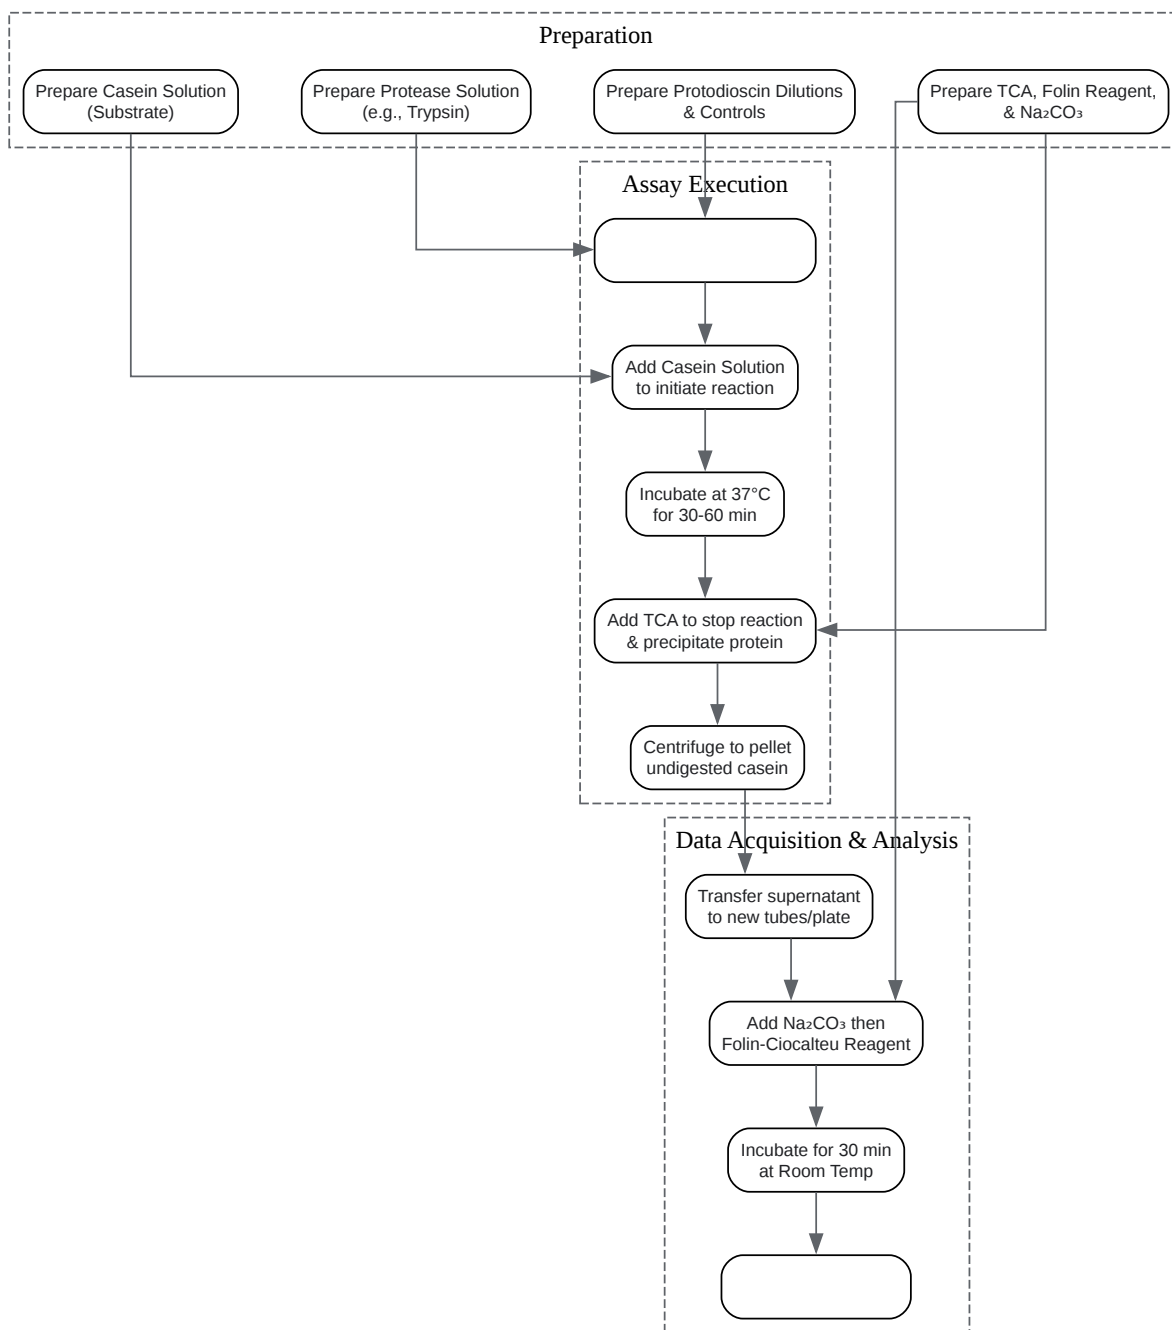 Preparation
Prepare Casein Solution
(Substrate)
Prepare Protease Solution
(e.g., Trypsin)
Prepare Protodioscin Dilutions
& Controls
Prepare TCA, Folin Reagent,
& Na₂CO₃
Assay Execution
Add Casein Solution
to initiate reaction
Incubate at 37°C
for 30-60 min
Add TCA to stop reaction
& precipitate protein
Centrifuge to pellet
undigested casein
Data Acquisition & Analysis
Transfer supernatant
to new tubes/plate
Add Na₂CO₃ then
Folin-Ciocalteu Reagent
Incubate for 30 min
at Room Temp